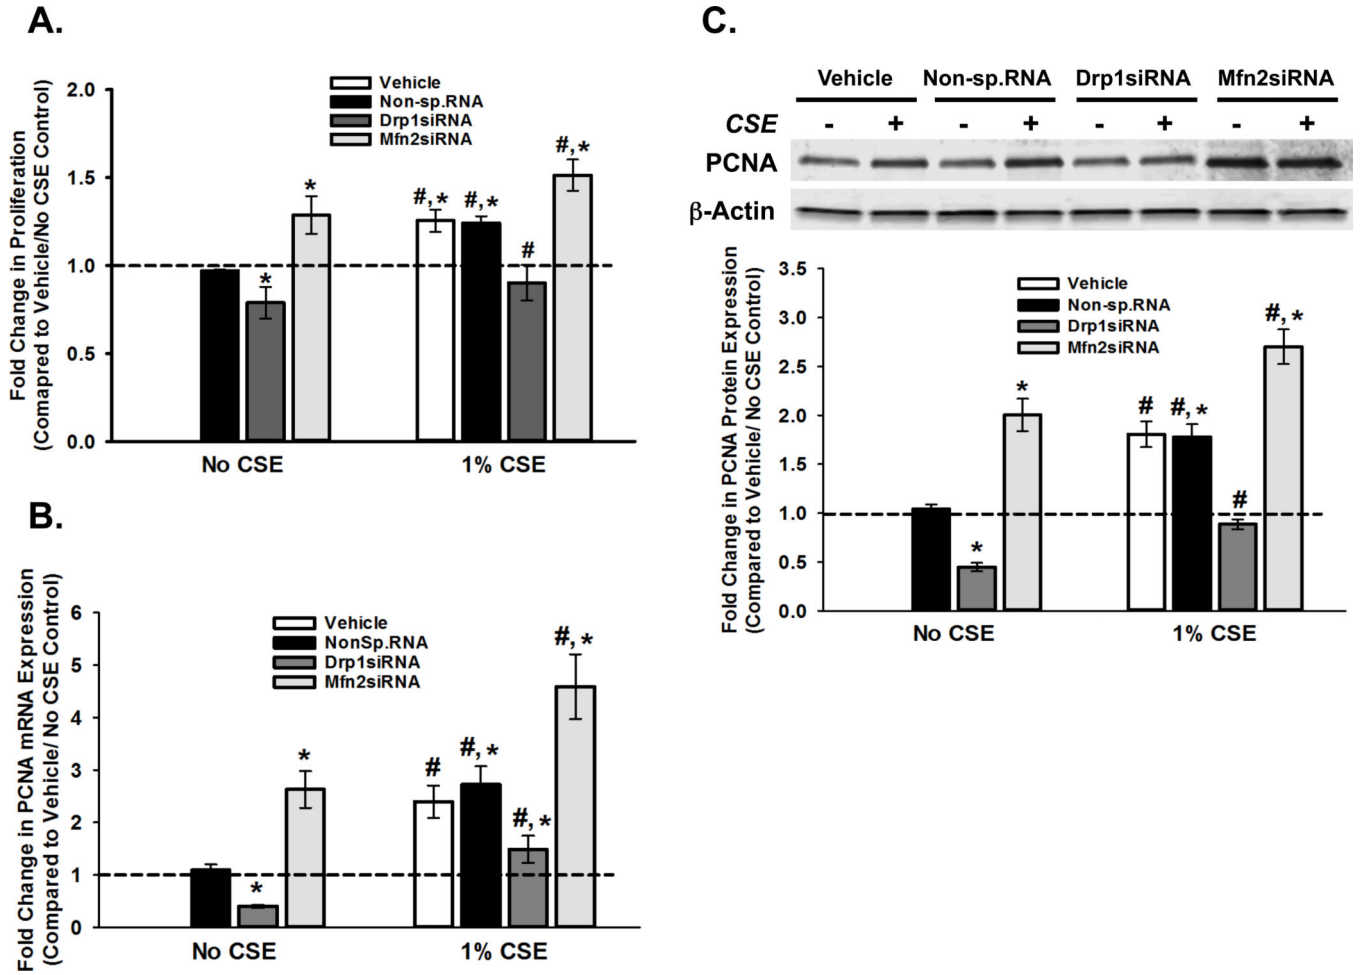 A.
Fold Change in Proliferation
(Comapred to Vehicle/No CSE Control)
Vehicle
Non-sp.RNA
Drp1siRNA
Mfn2siRNA
2.0
1.5
1.0
0.5
0.0
*
*
#,*
#,*
#
#,*
No CSE
1% CSE
B.
Fold Change in PCNA mRNA Expression
(Compared to Vehicle/ No CSE Control)
Vehicle
NonSp.RNA
Drp1siRNA
Mfn2siRNA
6
5
4
3
2
1
0
*
*
#
#,*
#,*
#,*
No CSE
1% CSE
C.
Vehicle Non-sp.RNA Drp1siRNA Mfn2siRNA
CSE - + - + - + - +
PCNA
β-Actin
Fold Change in PCNA Protein Expression
(Compared to Vehicle/ No CSE Control)
Vehicle
Non-sp.RNA
Drp1siRNA
Mfn2siRNA
3.5
3.0
2.5
2.0
1.5
1.0
0.5
0.0
*
*
#
#,*
#
#,*
No CSE
1% CSE